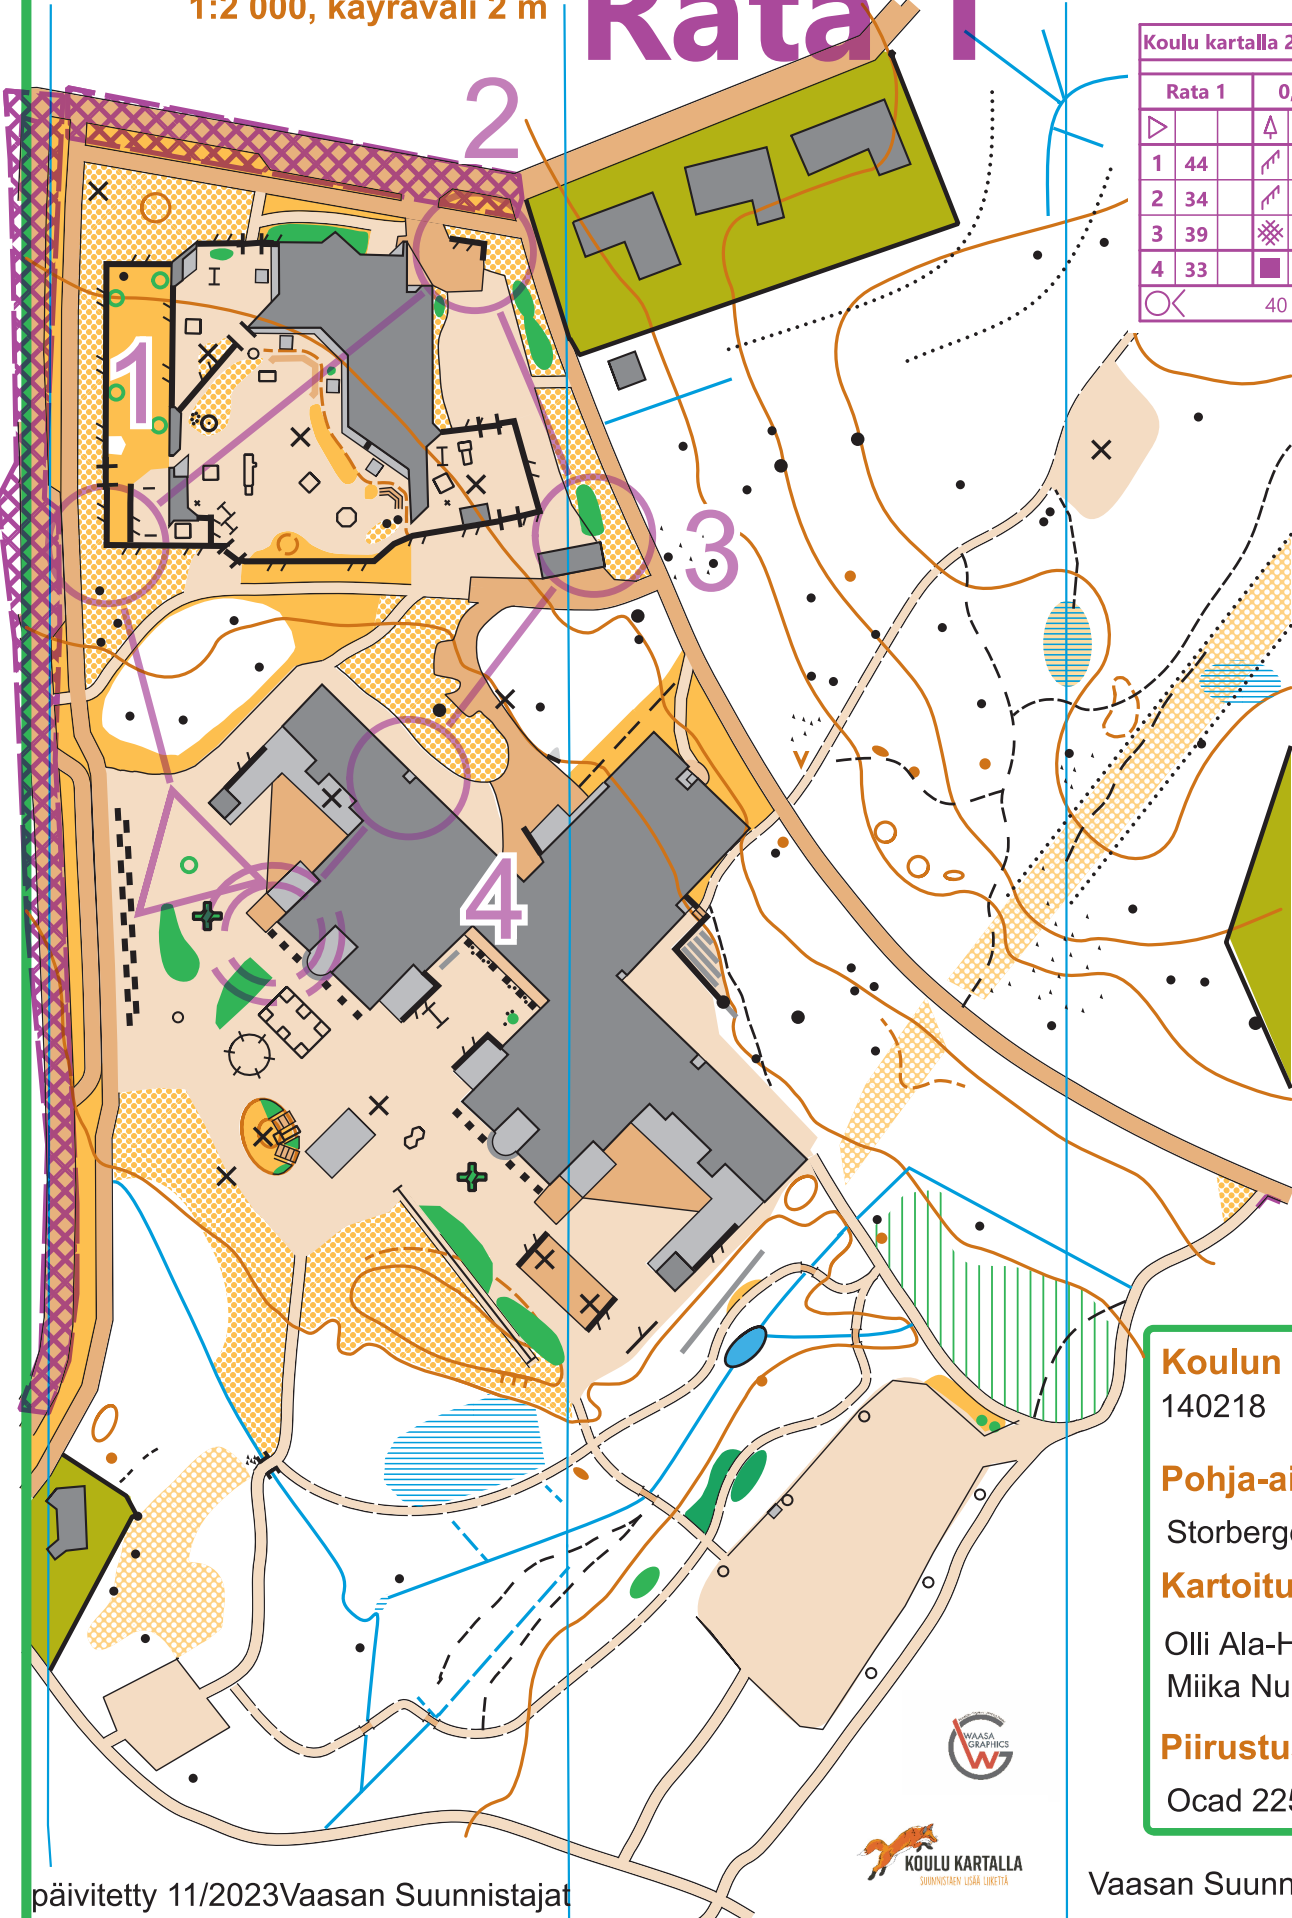 1:2 000, käyräväli 2 m
Rata 1
Koulu kartalla 2
Rata 1 0,
1 44
2 34
3 39
4 33
40
2
1
3
4
Koulun
140218
Pohja-ai
Storberg
Kartoitu
Olli Ala-H
Miika Nu
Piirustu
Ocad 225
WAASA
GRAPHICS
KOULU KARTALLA
SUUNNISTAEN LISÄÄ LIIKETTÄ
päivitetty 11/2023Vaasan Suunnistajat
Vaasan Suunn